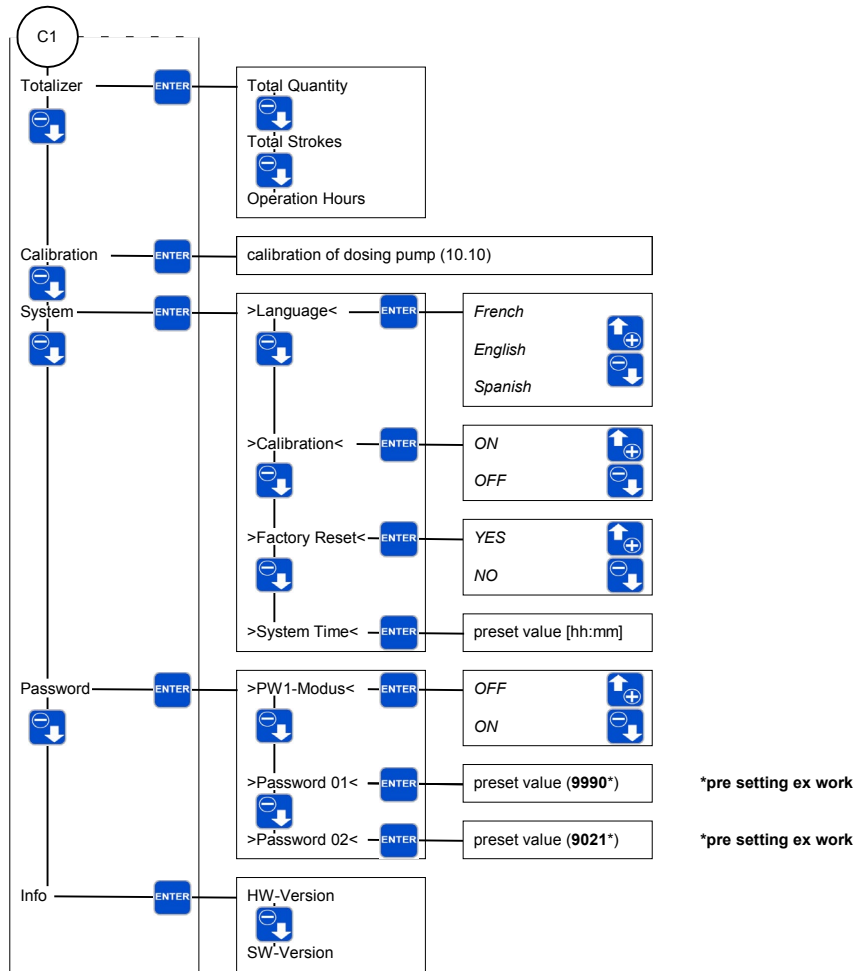 C1
Totalizer
ENTER
Total Quantity
Total Strokes
Operation Hours
Calibration
ENTER
calibration of dosing pump (10.10)
System
ENTER
>Language<
ENTER
French
English
Spanish
>Calibration<
ENTER
ON
OFF
>Factory Reset<
ENTER
YES
NO
>System Time<
ENTER
preset value [hh:mm]
Password
ENTER
>PW1-Modus<
ENTER
OFF
ON
>Password 01<
ENTER
preset value (9990*)
*pre setting ex work
>Password 02<
ENTER
preset value (9021*)
*pre setting ex work
Info
ENTER
HW-Version
SW-Version